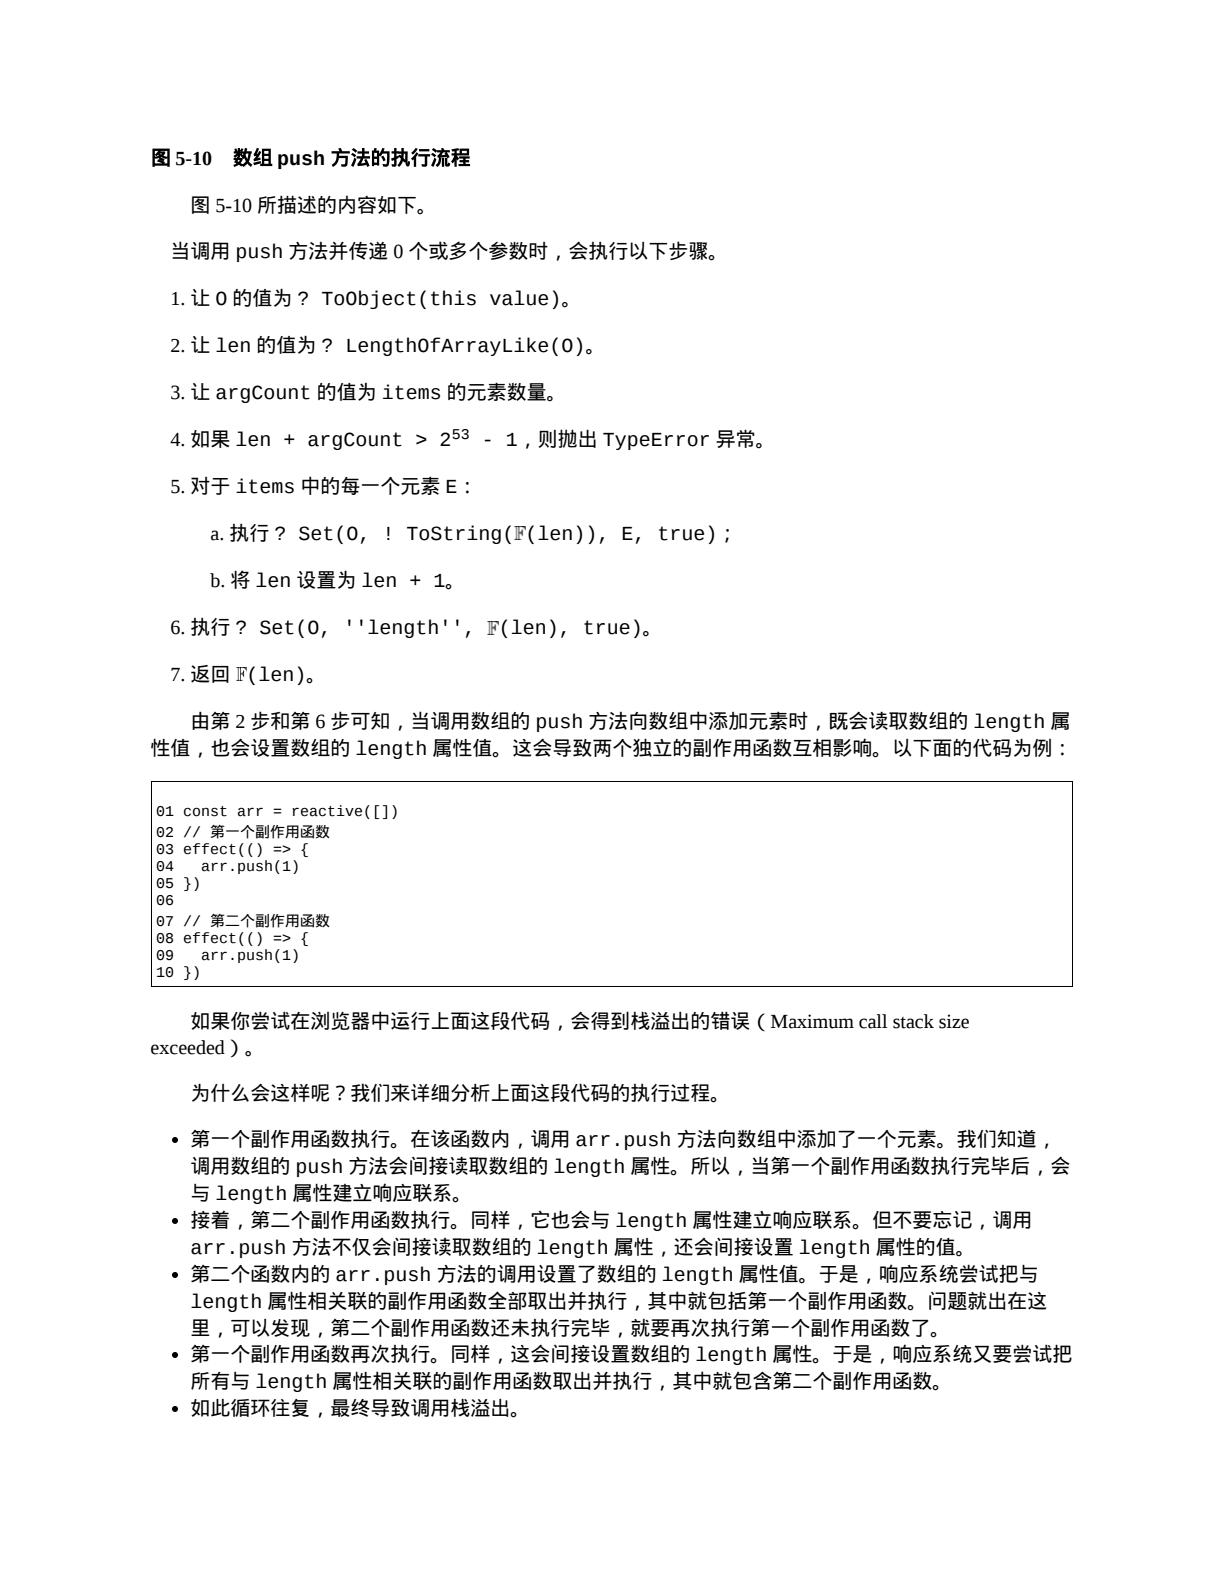 图 5-10　数组 push 方法的执行流程
图 5-10 所描述的内容如下。
当调用 push 方法并传递 0 个或多个参数时，会执行以下步骤。
1. 让 O 的值为 ? ToObject(this value)。
2. 让 len 的值为 ? LengthOfArrayLike(O)。
3. 让 argCount 的值为 items 的元素数量。
4. 如果 len + argCount > 2⁵³ - 1，则抛出 TypeError 异常。
5. 对于 items 中的每一个元素 E：
a. 执行 ? Set(O, ! ToString(𝔽(len)), E, true)；
b. 将 len 设置为 len + 1。
6. 执行 ? Set(O, ''length'', 𝔽(len), true)。
7. 返回 𝔽(len)。
由第 2 步和第 6 步可知，当调用数组的 push 方法向数组中添加元素时，既会读取数组的 length 属
性值，也会设置数组的 length 属性值。这会导致两个独立的副作用函数互相影响。以下面的代码为例：
01 const arr = reactive([])
02 // 第一个副作用函数
03 effect(() => {
04   arr.push(1)
05 })
06
07 // 第二个副作用函数
08 effect(() => {
09   arr.push(1)
10 })
如果你尝试在浏览器中运行上面这段代码，会得到栈溢出的错误（Maximum call stack size
exceeded）。
为什么会这样呢？我们来详细分析上面这段代码的执行过程。
• 第一个副作用函数执行。在该函数内，调用 arr.push 方法向数组中添加了一个元素。我们知道，
调用数组的 push 方法会间接读取数组的 length 属性。所以，当第一个副作用函数执行完毕后，会
与 length 属性建立响应联系。
• 接着，第二个副作用函数执行。同样，它也会与 length 属性建立响应联系。但不要忘记，调用
arr.push 方法不仅会间接读取数组的 length 属性，还会间接设置 length 属性的值。
• 第二个函数内的 arr.push 方法的调用设置了数组的 length 属性值。于是，响应系统尝试把与
length 属性相关联的副作用函数全部取出并执行，其中就包括第一个副作用函数。问题就出在这
里，可以发现，第二个副作用函数还未执行完毕，就要再次执行第一个副作用函数了。
• 第一个副作用函数再次执行。同样，这会间接设置数组的 length 属性。于是，响应系统又要尝试把
所有与 length 属性相关联的副作用函数取出并执行，其中就包含第二个副作用函数。
• 如此循环往复，最终导致调用栈溢出。